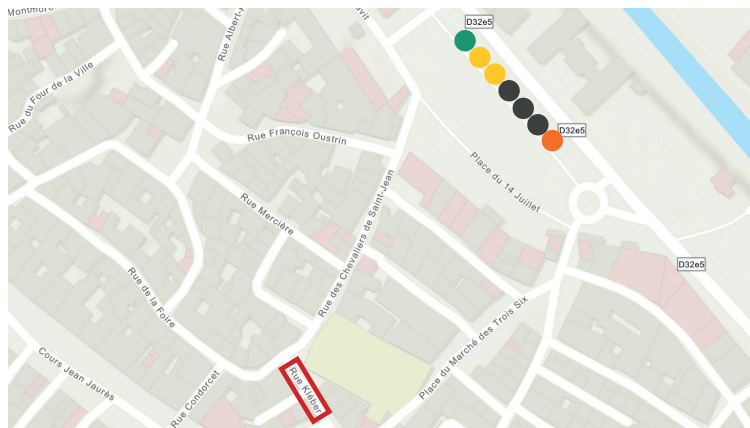 Montmor
D32e5
Rue Albert-
uvit
Rue du Four de la Ville
Rue François Oustrin
D32e5
Place du 14 Juillet
Rue Mercière
Rue des Chevaliers de Saint-Jean
D32e5
Rue de la Foire
Place du Marché des Trois Six
Cours Jean Jaurès
Rue Condorcet
Rue Kléber